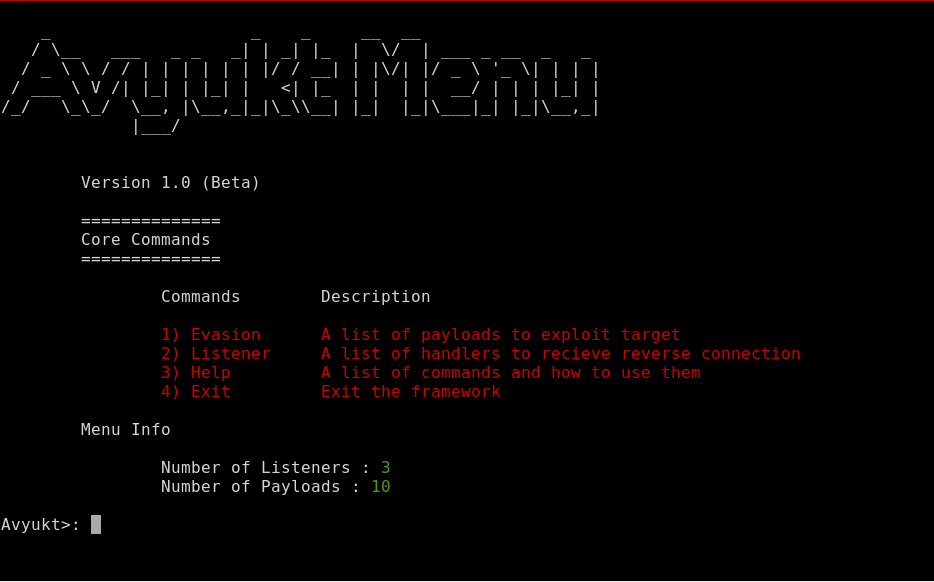 Avyukt Menu
Version 1.0 (Beta)
==============
Core Commands
==============
Commands Description
1) Evasion A list of payloads to exploit target
2) Listener A list of handlers to recieve reverse connection
3) Help A list of commands and how to use them
4) Exit Exit the framework
Menu Info
Number of Listeners : 3
Number of Payloads : 10
Avyukt>: